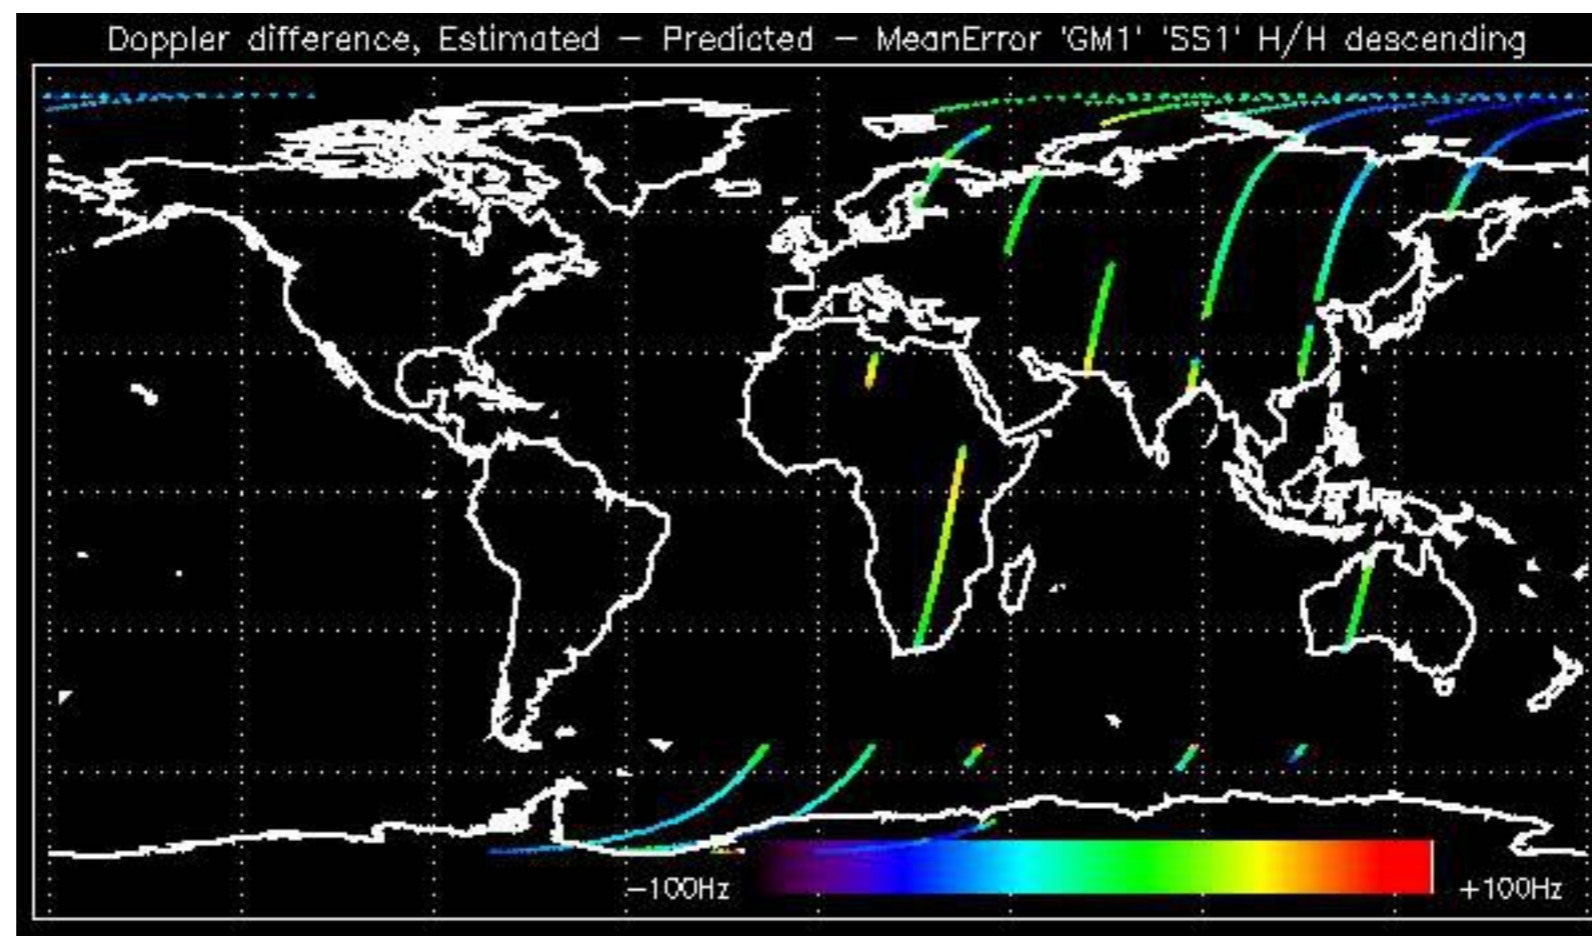 Doppler difference, Estimated − Predicted − MeanError 'GM1' 'SS1' H/H descending
−100Hz
+100Hz